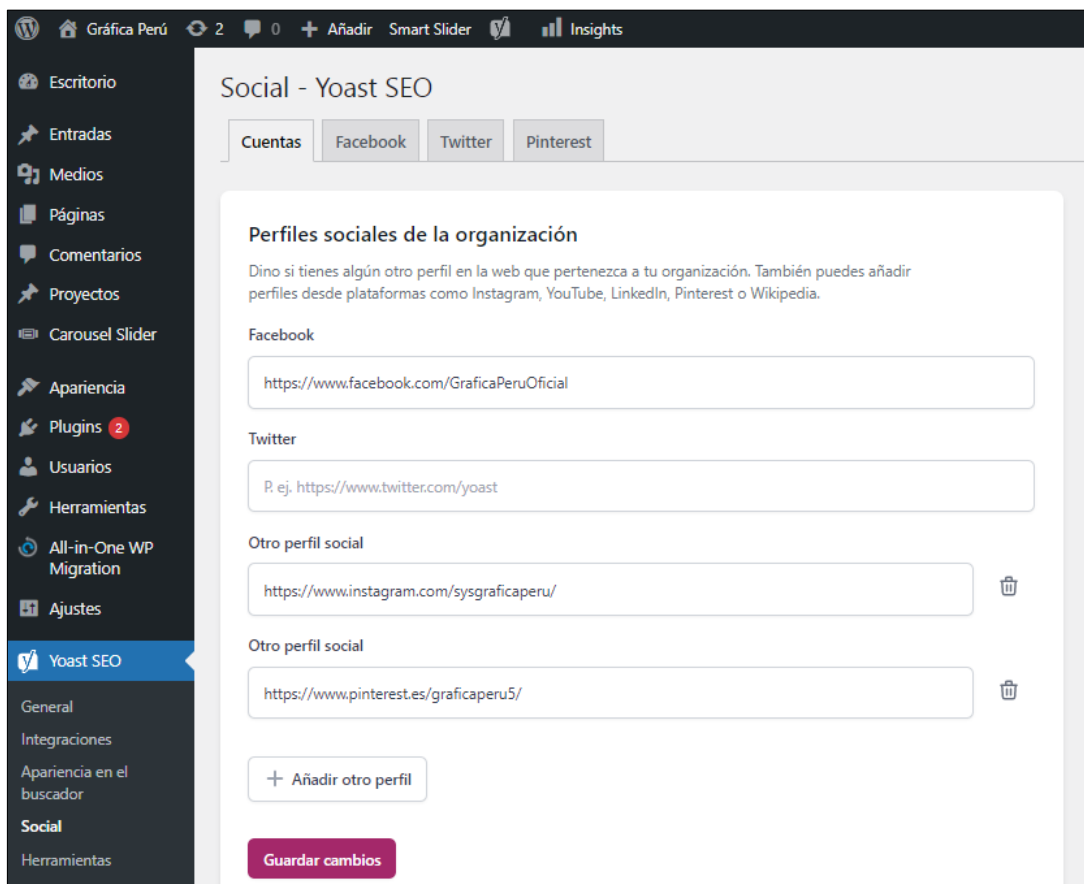 Gráfica Perú 2 0 Añadir Smart Slider Insights
Escritorio
Entradas
Medios
Páginas
Comentarios
Proyectos
Carousel Slider
Apariencia
Plugins 2
Usuarios
Herramientas
All-in-One WP
Migration
Ajustes
Yoast SEO
General
Integraciones
Apariencia en el
buscador
Social
Herramientas
Social - Yoast SEO
Cuentas Facebook Twitter Pinterest
Perfiles sociales de la organización
Dino si tienes algún otro perfil en la web que pertenezca a tu organización. También puedes añadir
perfiles desde plataformas como Instagram, YouTube, LinkedIn, Pinterest o Wikipedia.
Facebook
https://www.facebook.com/GraficaPeruOficial
Twitter
P. ej. https://www.twitter.com/yoast
Otro perfil social
https://www.instagram.com/sysgraficaperu/
Otro perfil social
https://www.pinterest.es/graficaperu5/
+ Añadir otro perfil
Guardar cambios